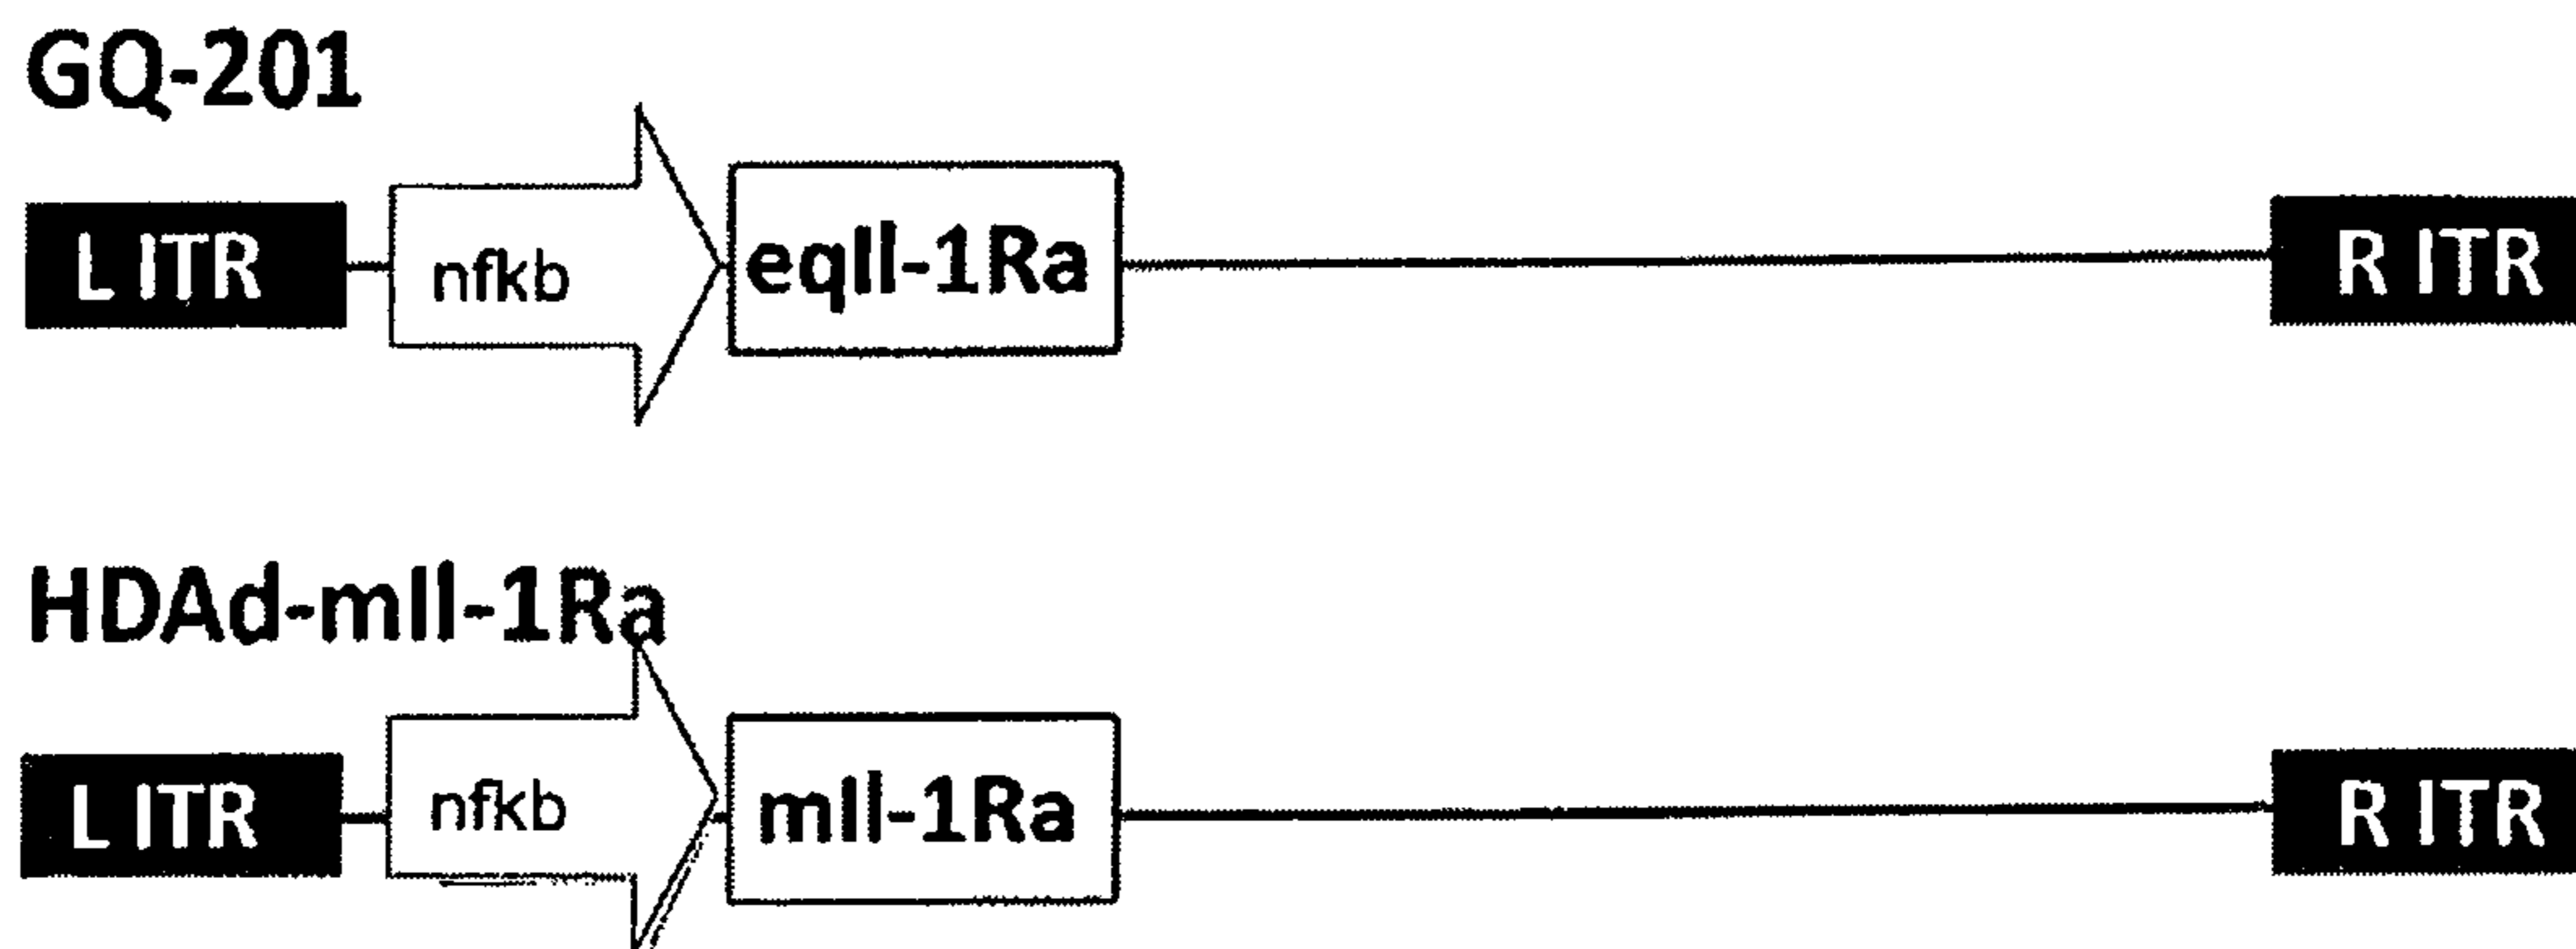 GQ-201
L ITR nfkb eqIl-1Ra R ITR
HDAd-mIl-1Ra
L ITR nfkb mIl-1Ra R ITR